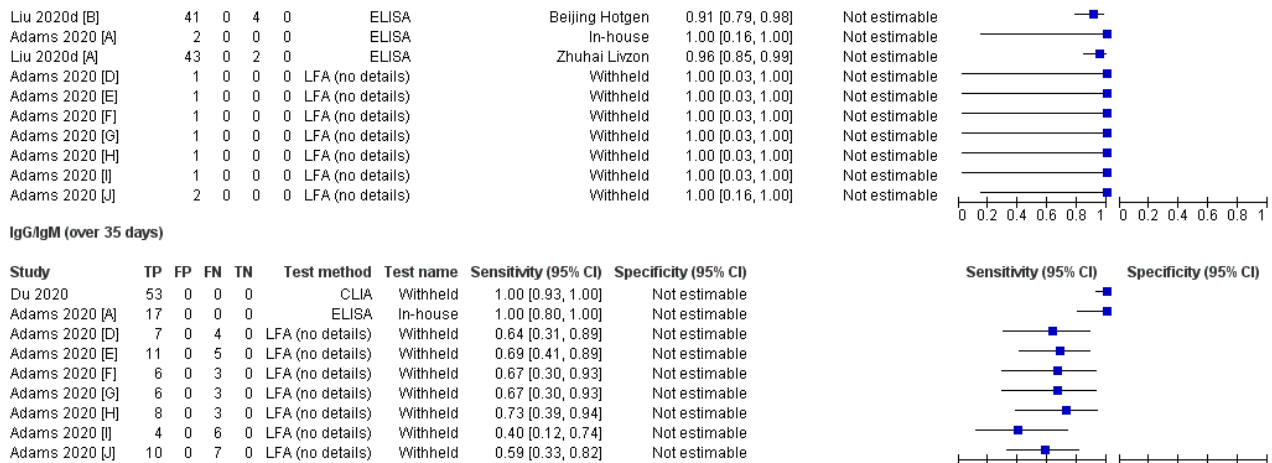 Liu 2020d [B] 41 0 4 0 ELISA Beijing Hotgen 0.91 [0.79, 0.98] Not estimable
Adams 2020 [A] 2 0 0 0 ELISA In-house 1.00 [0.16, 1.00] Not estimable
Liu 2020d [A] 43 0 2 0 ELISA Zhuhai Livzon 0.96 [0.85, 0.99] Not estimable
Adams 2020 [D] 1 0 0 0 LFA (no details) Withheld 1.00 [0.03, 1.00] Not estimable
Adams 2020 [E] 1 0 0 0 LFA (no details) Withheld 1.00 [0.03, 1.00] Not estimable
Adams 2020 [F] 1 0 0 0 LFA (no details) Withheld 1.00 [0.03, 1.00] Not estimable
Adams 2020 [G] 1 0 0 0 LFA (no details) Withheld 1.00 [0.03, 1.00] Not estimable
Adams 2020 [H] 1 0 0 0 LFA (no details) Withheld 1.00 [0.03, 1.00] Not estimable
Adams 2020 [I] 1 0 0 0 LFA (no details) Withheld 1.00 [0.03, 1.00] Not estimable
Adams 2020 [J] 2 0 0 0 LFA (no details) Withheld 1.00 [0.16, 1.00] Not estimable
0 0.2 0.4 0.6 0.8 1 0 0.2 0.4 0.6 0.8 1
IgG/IgM (over 35 days)
Study TP FP FN TN Test method Test name Sensitivity (95% CI) Specificity (95% CI) Sensitivity (95% CI) Specificity (95% CI)
Du 2020 53 0 0 0 CLIA Withheld 1.00 [0.93, 1.00] Not estimable
Adams 2020 [A] 17 0 0 0 ELISA In-house 1.00 [0.80, 1.00] Not estimable
Adams 2020 [D] 7 0 4 0 LFA (no details) Withheld 0.64 [0.31, 0.89] Not estimable
Adams 2020 [E] 11 0 5 0 LFA (no details) Withheld 0.69 [0.41, 0.89] Not estimable
Adams 2020 [F] 6 0 3 0 LFA (no details) Withheld 0.67 [0.30, 0.93] Not estimable
Adams 2020 [G] 6 0 3 0 LFA (no details) Withheld 0.67 [0.30, 0.93] Not estimable
Adams 2020 [H] 8 0 3 0 LFA (no details) Withheld 0.73 [0.39, 0.94] Not estimable
Adams 2020 [I] 4 0 6 0 LFA (no details) Withheld 0.40 [0.12, 0.74] Not estimable
Adams 2020 [J] 10 0 7 0 LFA (no details) Withheld 0.59 [0.33, 0.82] Not estimable